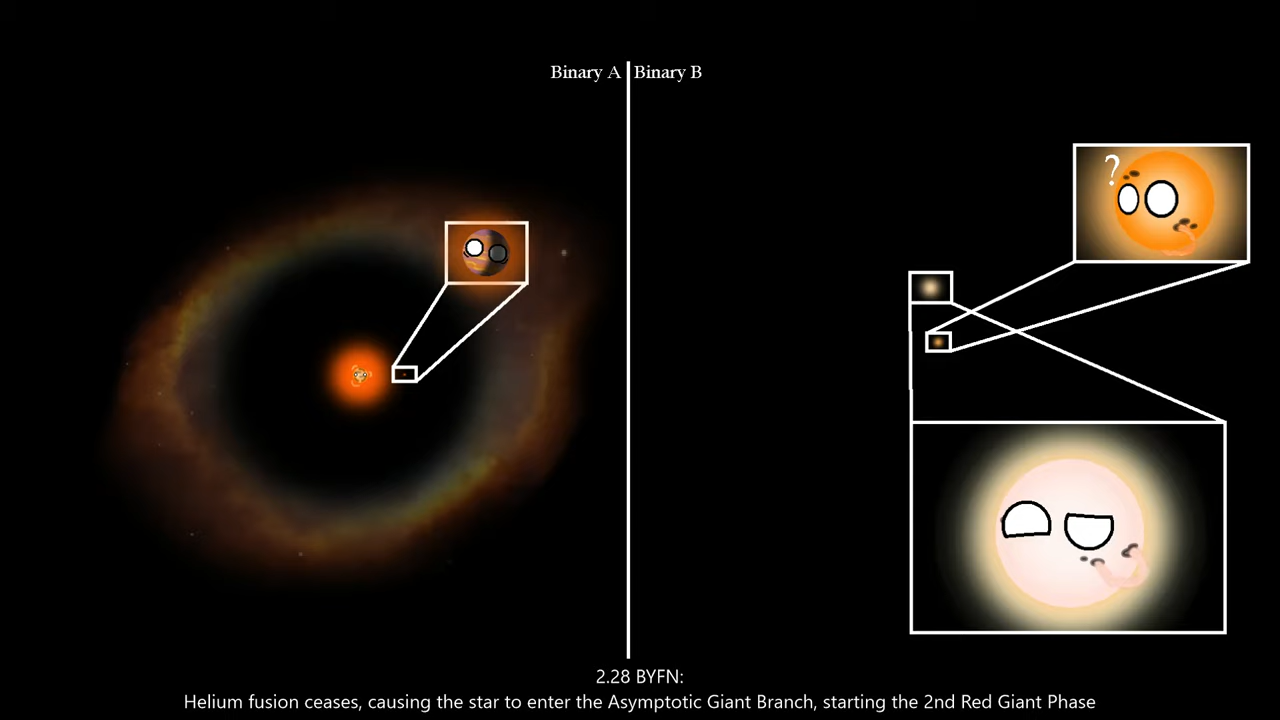 Binary A Binary B
?
2.28 BYFN:
Helium fusion ceases, causing the star to enter the Asymptotic Giant Branch, starting the 2nd Red Giant Phase